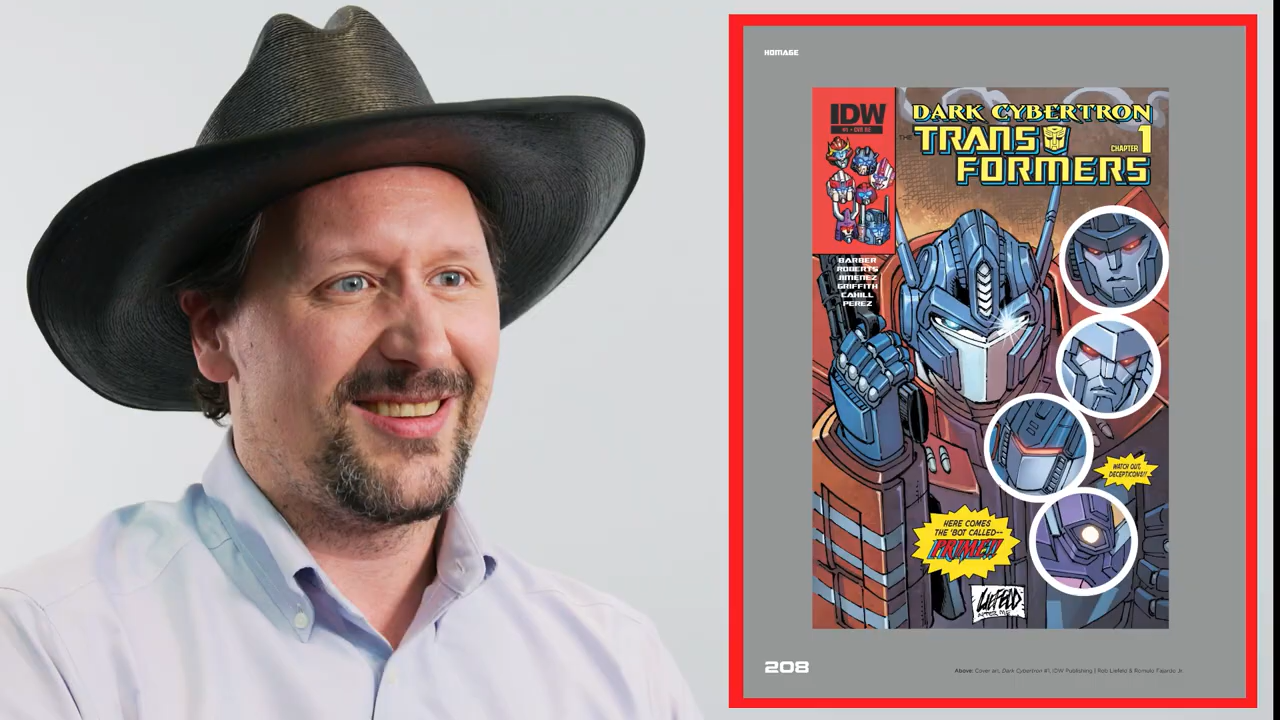 HOMAGE
IDW
#1 • CVR RE
DARK CYBERTRON
THE
TRANS
CHAPTER 1
FORMERS
BARBER
ROBERTS
JIMENEZ
GRIFFITH
CAHILL
PEREZ
WATCH OUT,
DECEPTICONS!!
HERE COMES
THE 'BOT CALLED--
PRIME!!!
LIEFELD
208
Above: Cover art, Dark Cybertron #1, IDW Publishing | Rob Liefeld & Romulo Fajardo Jr.